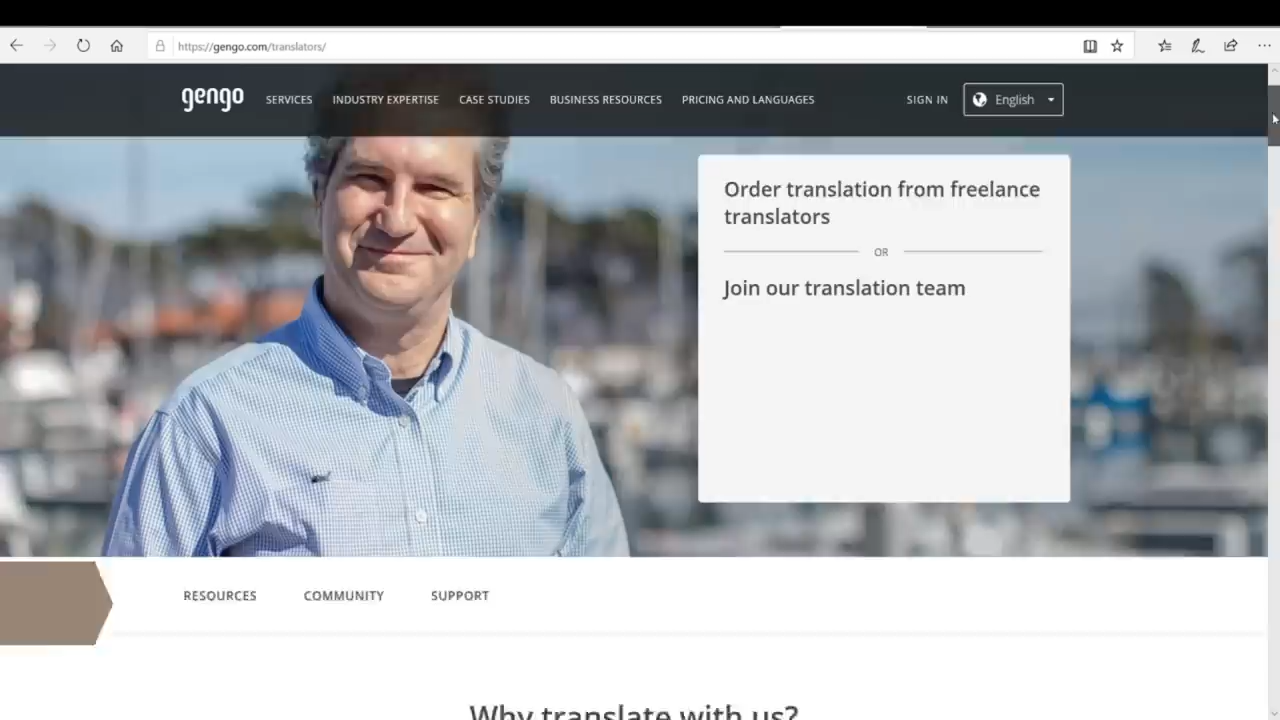 https://gengo.com/translators/
gengo
SERVICES
INDUSTRY EXPERTISE
CASE STUDIES
BUSINESS RESOURCES
PRICING AND LANGUAGES
SIGN IN
English
Order translation from freelance
translators
OR
Join our translation team
RESOURCES
COMMUNITY
SUPPORT
Why translate with us?